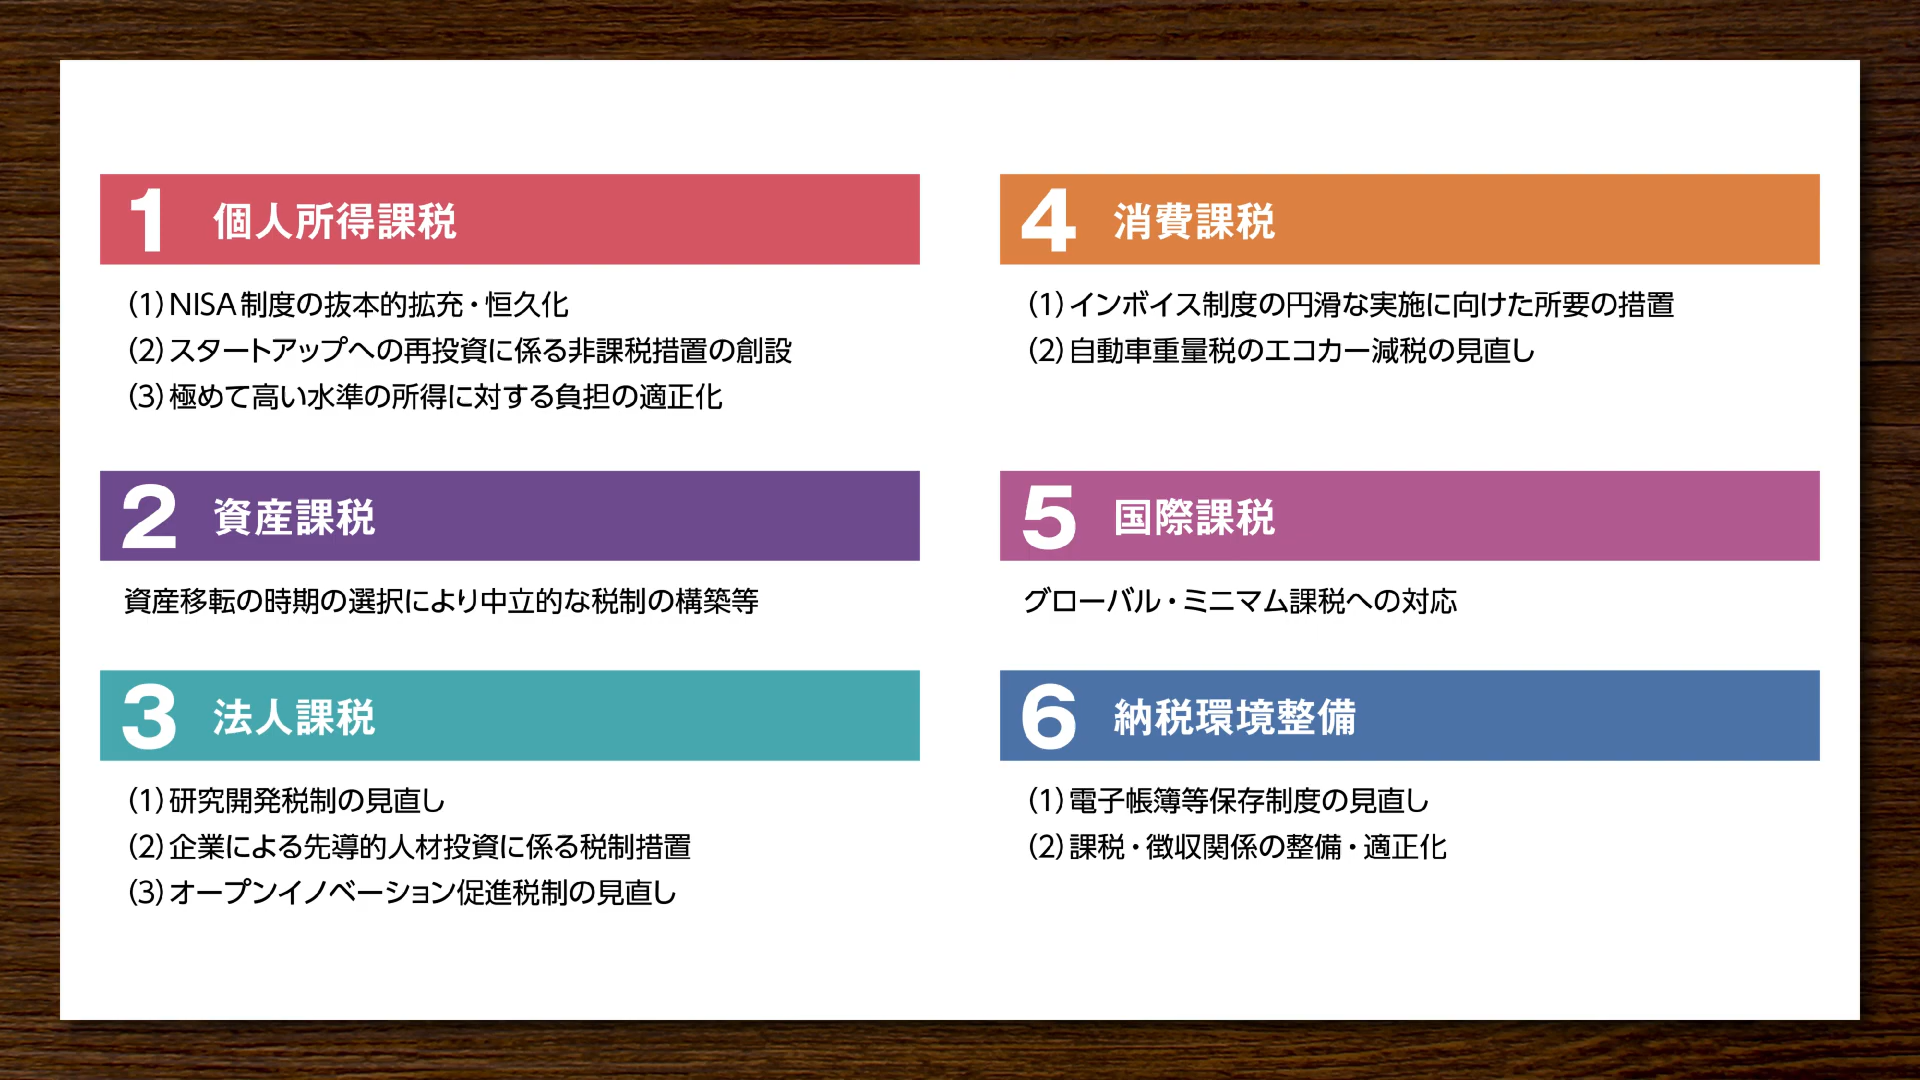 1 個人所得課税
(1)NISA制度の抜本的拡充・恒久化
(2)スタートアップへの再投資に係る非課税措置の創設
(3)極めて高い水準の所得に対する負担の適正化
2 資産課税
資産移転の時期の選択により中立的な税制の構築等
3 法人課税
(1)研究開発税制の見直し
(2)企業による先導的人材投資に係る税制措置
(3)オープンイノベーション促進税制の見直し
4 消費課税
(1)インボイス制度の円滑な実施に向けた所要の措置
(2)自動車重量税のエコカー減税の見直し
5 国際課税
グローバル・ミニマム課税への対応
6 納税環境整備
(1)電子帳簿等保存制度の見直し
(2)課税・徴収関係の整備・適正化